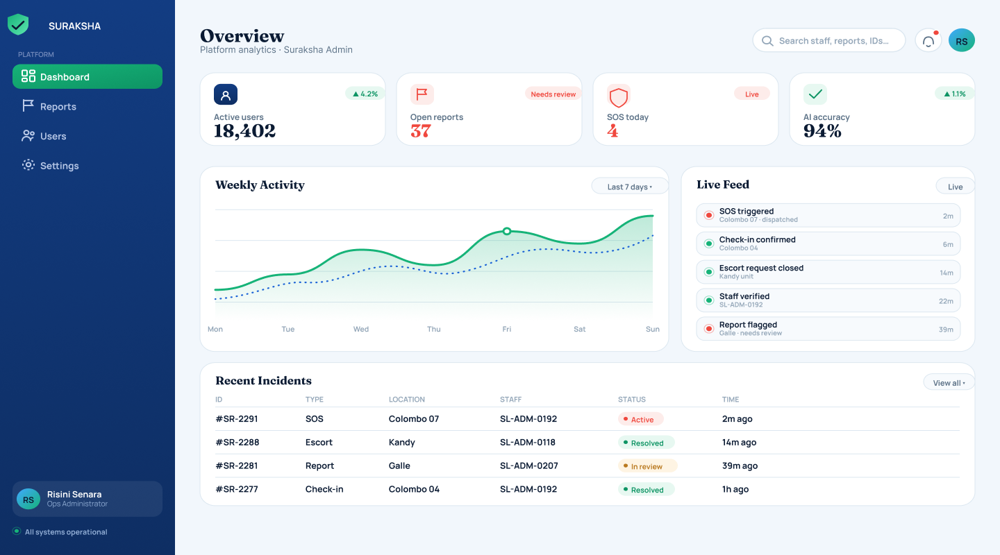 SURAKSHA
PLATFORM
Dashboard
Reports
Users
Settings
RS
Risini Senara
Ops Administrator
All systems operational
Overview
Platform analytics · Suraksha Admin
Search staff, reports, IDs...
RS
▲ 4.2%
Active users
18,402
Needs review
Open reports
37
Live
SOS today
4
▲ 1.1%
AI accuracy
94%
Weekly Activity
Last 7 days ▾
Mon Tue Wed Thu Fri Sat Sun
Live Feed
Live
SOS triggered
Colombo 07 · dispatched
2m
Check-in confirmed
Colombo 04
6m
Escort request closed
Kandy unit
14m
Staff verified
SL-ADM-0192
22m
Report flagged
Galle · needs review
39m
Recent Incidents
View all ▾
ID TYPE LOCATION STAFF STATUS TIME
#SR-2291 SOS Colombo 07 SL-ADM-0192 Active 2m ago
#SR-2288 Escort Kandy SL-ADM-0118 Resolved 14m ago
#SR-2281 Report Galle SL-ADM-0207 In review 39m ago
#SR-2277 Check-in Colombo 04 SL-ADM-0192 Resolved 1h ago